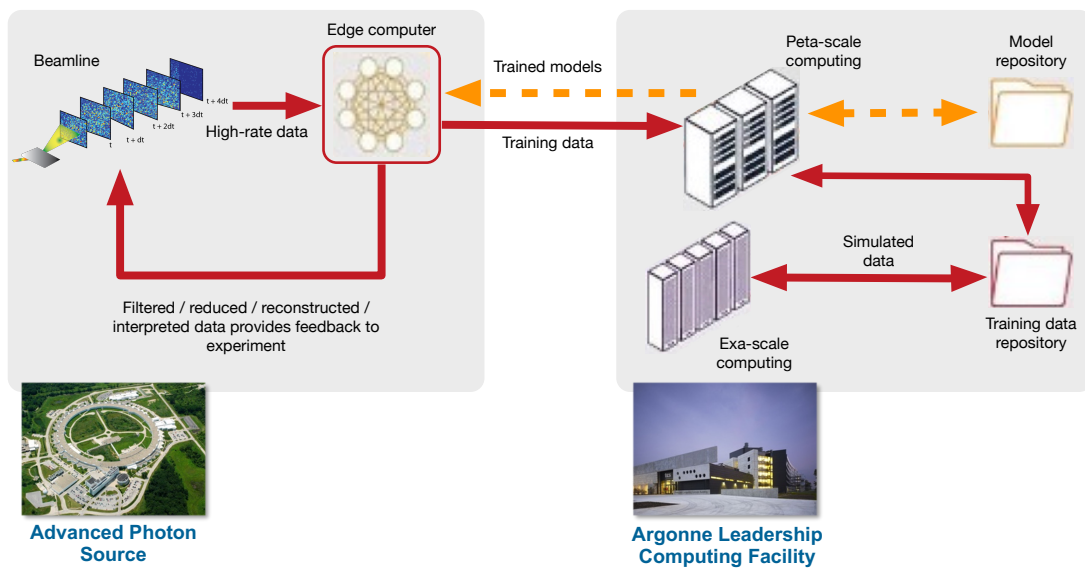 Edge computer
Beamline
t
t + dt
t + 2dt
t + 3dt
t + 4dt
High-rate data
Filtered / reduced / reconstructed /
interpreted data provides feedback to
experiment
Trained models
Training data
Peta-scale
computing
Model
repository
Simulated
data
Exa-scale
computing
Training data
repository
Advanced Photon
Source
Argonne Leadership
Computing Facility